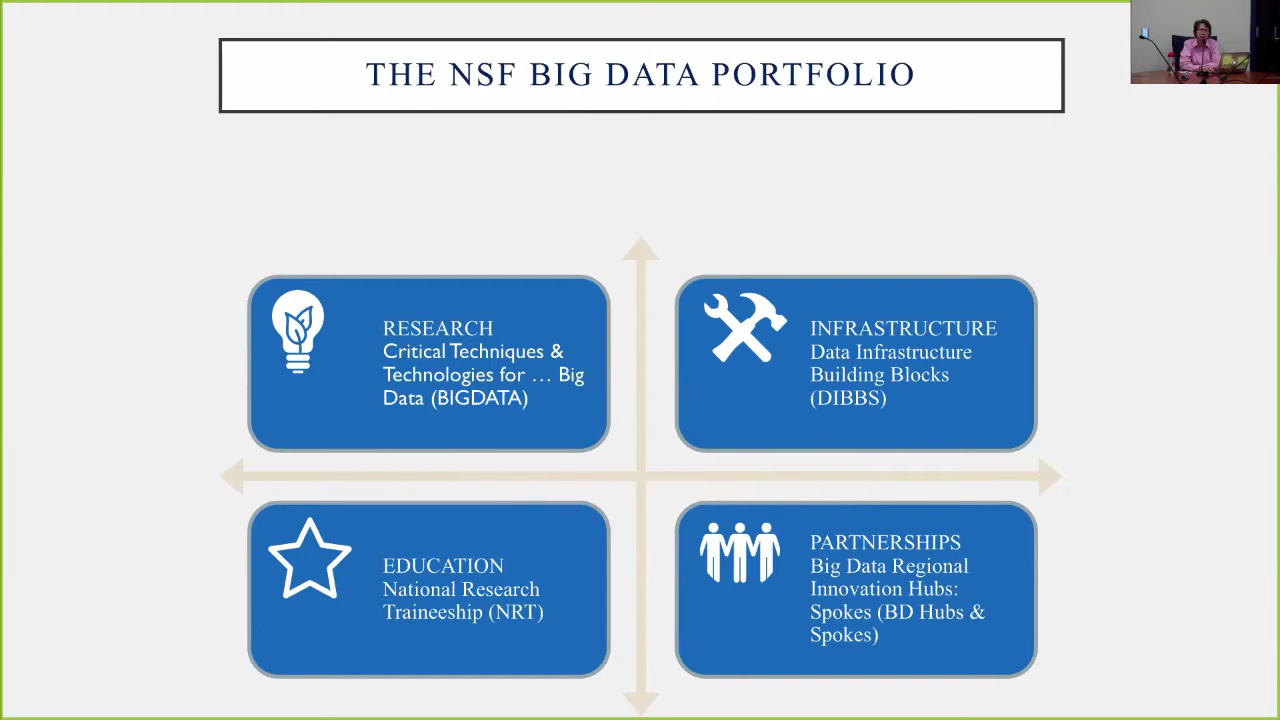 THE NSF BIG DATA PORTFOLIO
RESEARCH
Critical Techniques &
Technologies for … Big
Data (BIGDATA)
INFRASTRUCTURE
Data Infrastructure
Building Blocks
(DIBBS)
EDUCATION
National Research
Traineeship (NRT)
PARTNERSHIPS
Big Data Regional
Innovation Hubs:
Spokes (BD Hubs &
Spokes)